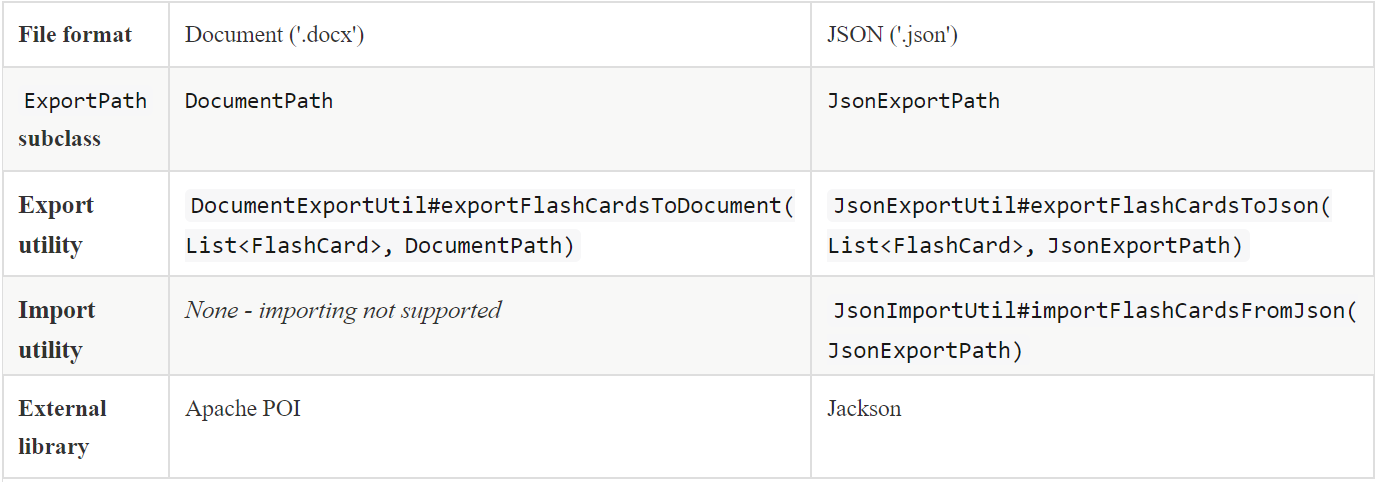 File format Document ('.docx') JSON ('.json')
ExportPath DocumentPath JsonExportPath
subclass
Export DocumentExportUtil#exportFlashCardsToDocument( JsonExportUtil#exportFlashCardsToJson(
utility List<FlashCard>, DocumentPath) List<FlashCard>, JsonExportPath)
Import None - importing not supported JsonImportUtil#importFlashCardsFromJson(
utility JsonExportPath)
External Apache POI Jackson
library